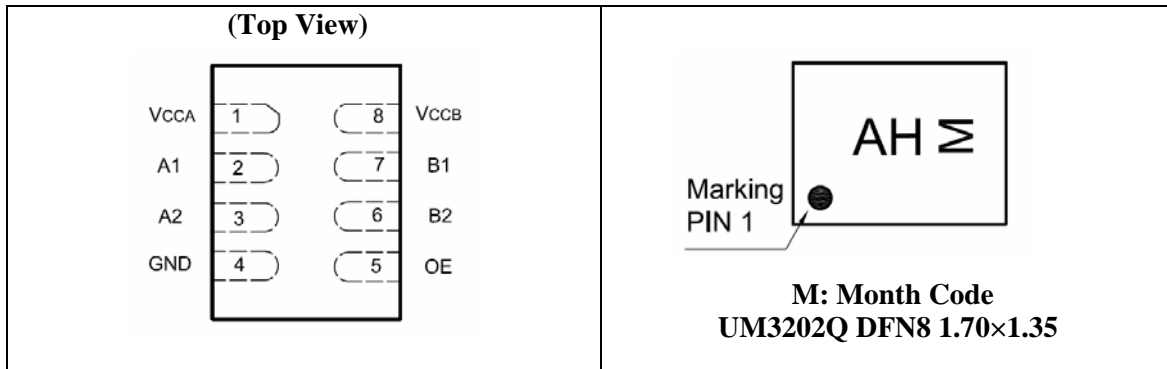 (Top View)
VCCA 1 8 VCCB
A1 2 7 B1
A2 3 6 B2
GND 4 5 OE
AH M
Marking
PIN 1
M: Month Code
UM3202Q DFN8 1.70×1.35